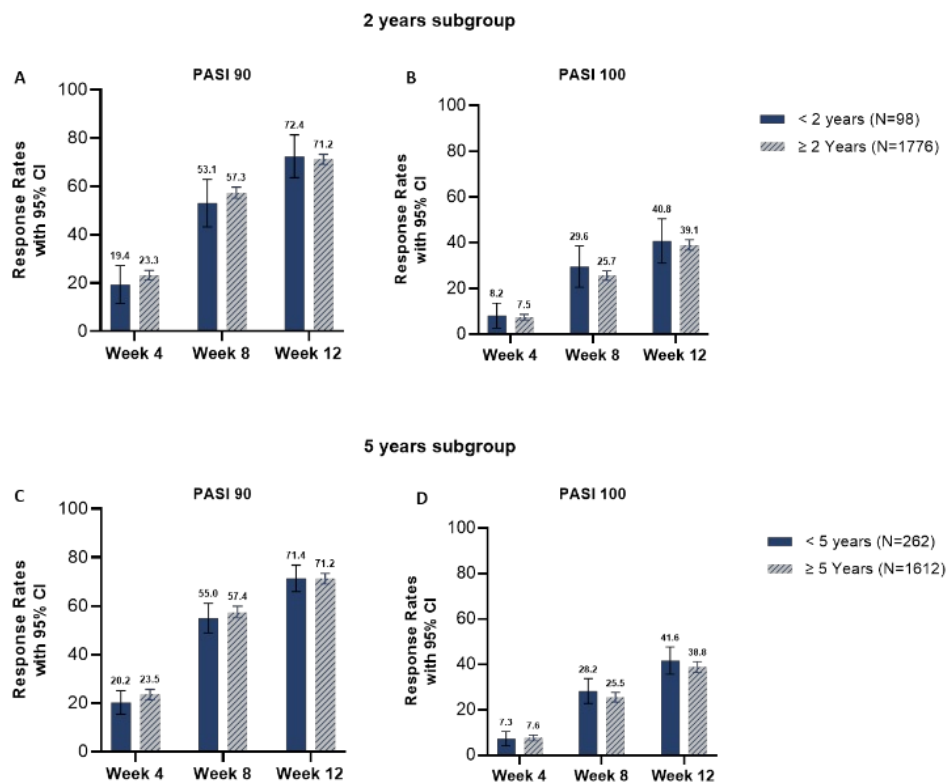 2 years subgroup
A
PASI 90
Response Rates
with 95% CI
100
80
60
40
20
0
19.4
23.3
53.1
57.3
72.4
71.2
Week 4
Week 8
Week 12
B
PASI 100
Response Rates
with 95% CI
100
80
60
40
20
0
8.2
7.5
29.6
25.7
40.8
39.1
Week 4
Week 8
Week 12
< 2 years (N=98)
≥ 2 Years (N=1776)
5 years subgroup
C
PASI 90
Response Rates
with 95% CI
100
80
60
40
20
0
20.2
23.5
55.0
57.4
71.4
71.2
Week 4
Week 8
Week 12
D
PASI 100
Response Rates
with 95% CI
100
80
60
40
20
0
7.3
7.6
28.2
25.5
41.6
38.8
Week 4
Week 8
Week 12
< 5 years (N=262)
≥ 5 Years (N=1612)